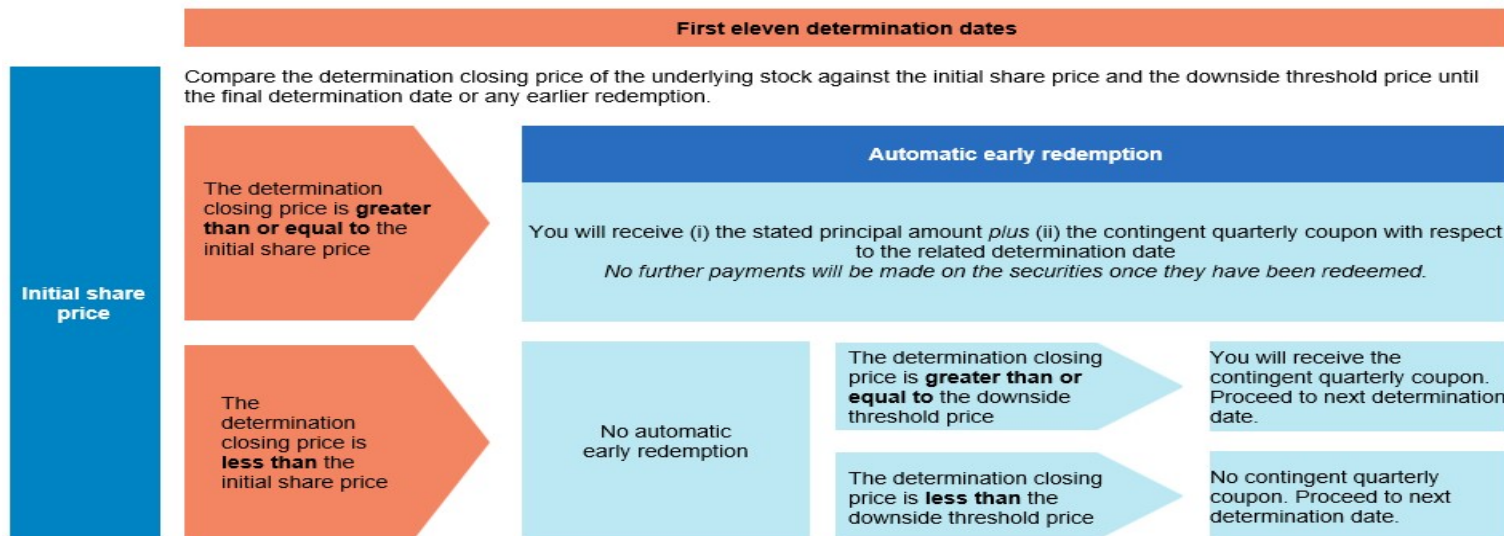 First eleven determination dates
Compare the determination closing price of the underlying stock against the initial share price and the downside threshold price until
the final determination date or any earlier redemption.
Initial share
price
The determination
closing price is greater
than or equal to the
initial share price
Automatic early redemption
You will receive (i) the stated principal amount plus (ii) the contingent quarterly coupon with respect
to the related determination date
No further payments will be made on the securities once they have been redeemed.
The
determination
closing price is
less than the
initial share price
No automatic
early redemption
The determination closing
price is greater than or
equal to the downside
threshold price
You will receive the
contingent quarterly coupon.
Proceed to next determination
date.
The determination closing
price is less than the
downside threshold price
No contingent quarterly
coupon. Proceed to next
determination date.